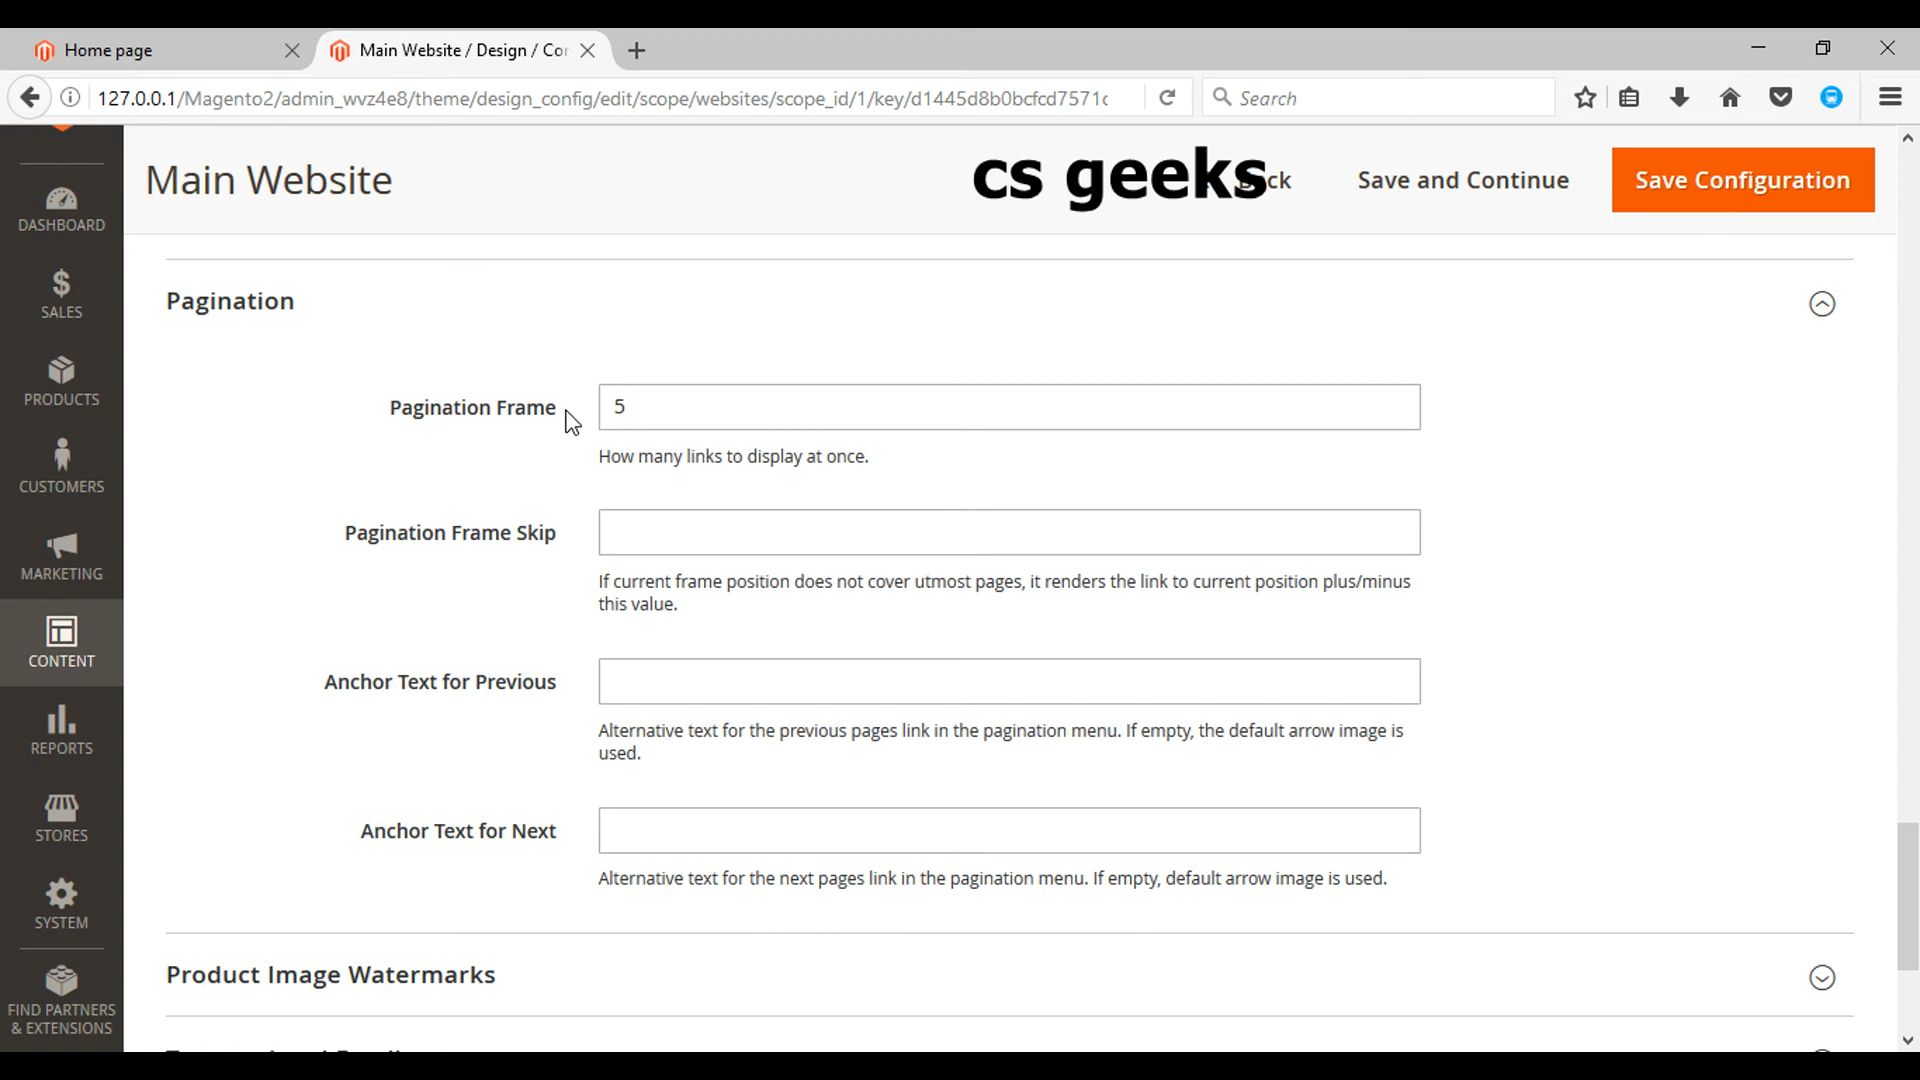 Home page
Main Website / Design / Cor
127.0.0.1/Magento2/admin_wvz4e8/theme/design_config/edit/scope/websites/scope_id/1/key/d1445d8b0bcfcd7571c
Search
Main Website
cs geeks
ck
Save and Continue
Save Configuration
DASHBOARD
SALES
PRODUCTS
CUSTOMERS
MARKETING
CONTENT
REPORTS
STORES
SYSTEM
FIND PARTNERS
& EXTENSIONS
Pagination
Pagination Frame
5
How many links to display at once.
Pagination Frame Skip
If current frame position does not cover utmost pages, it renders the link to current position plus/minus
this value.
Anchor Text for Previous
Alternative text for the previous pages link in the pagination menu. If empty, the default arrow image is
used.
Anchor Text for Next
Alternative text for the next pages link in the pagination menu. If empty, default arrow image is used.
Product Image Watermarks